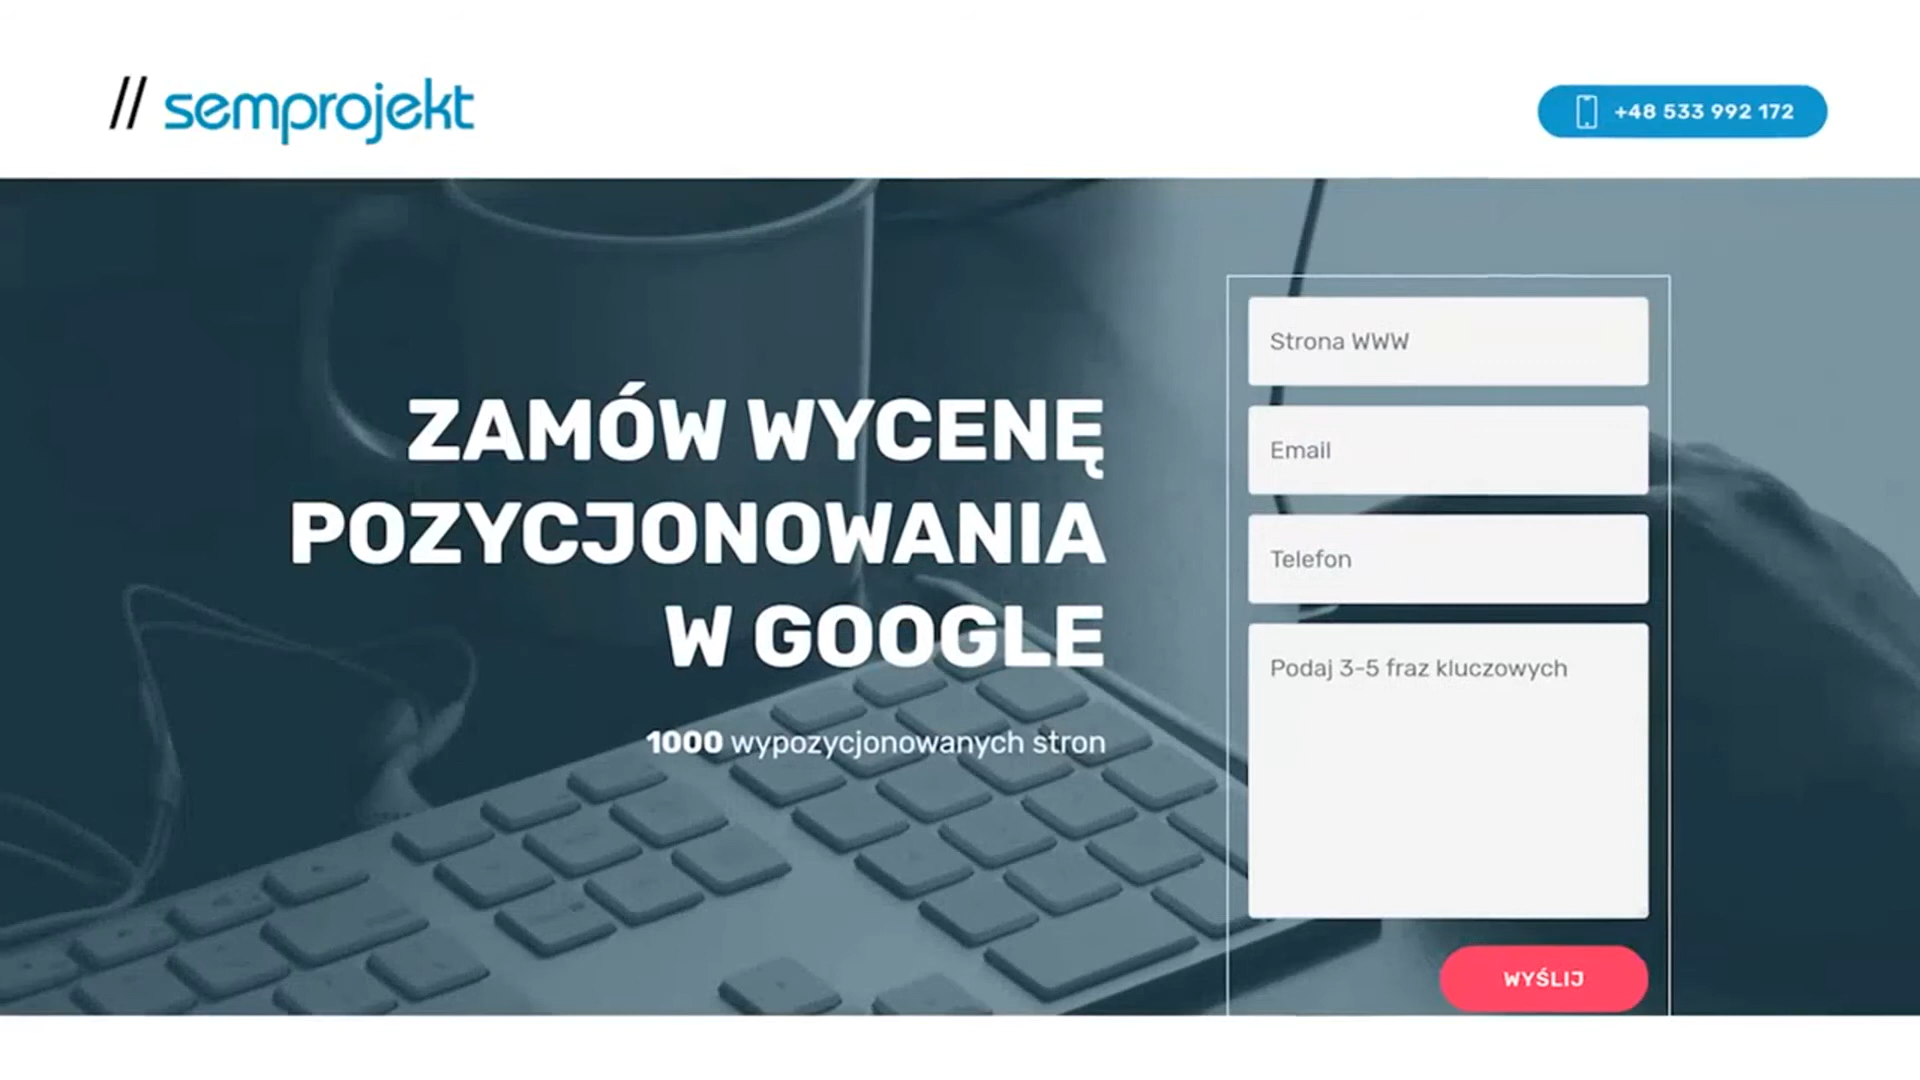 // semprojekt
+48 533 992 172
ZAMÓW WYCENĘ
POZYCJONOWANIA
W GOOGLE
1000 wypozycjonowanych stron
Strona WWW
Email
Telefon
Podaj 3-5 fraz kluczowych
WYŚLIJ